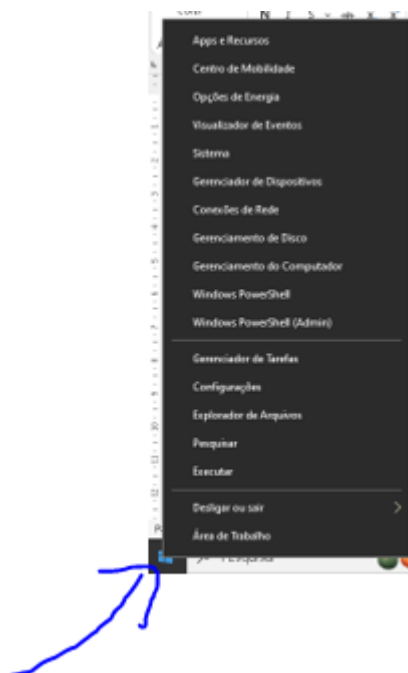 N I S
Apps e Recursos
Centro de Mobilidade
Opções de Energia
Visualizador de Eventos
Sistema
Gerenciador de Dispositivos
Conexões de Rede
Gerenciamento de Disco
Gerenciamento do Computador
Windows PowerShell
Windows PowerShell (Admin)
Gerenciador de Tarefas
Configurações
Explorador de Arquivos
Pesquisar
Executar
Desligar ou sair
Área de Trabalho